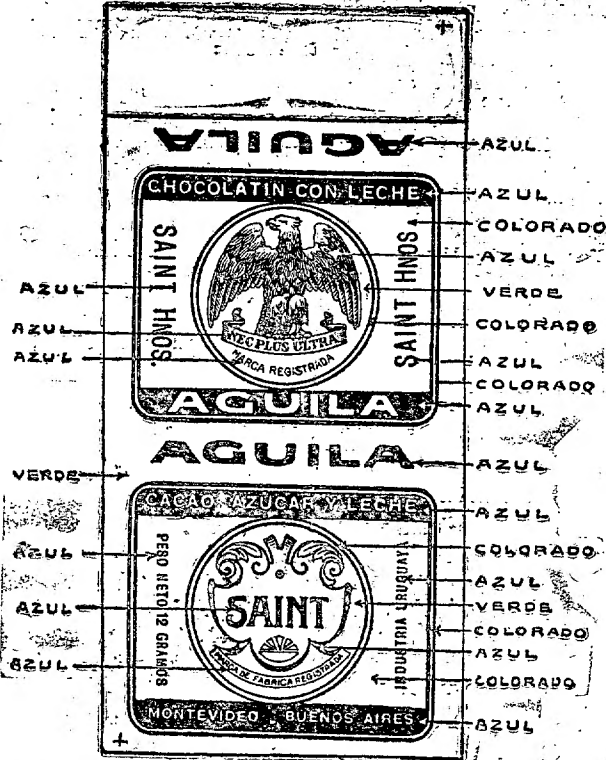 AGUILA
AZUL
CHOCOLATIN CON LECHE
AZUL
COLORADO
SAINT HNOS.
SAINT HNOS
AZUL
VERDE
AZUL
COLORADO
AZUL
NEC PLUS ULTRA
AZUL
MARCA REGISTRADA
AZUL
COLORADO
AGUILA
AZUL
AGUILA
AZUL
VERDE
CACAO, AZUCAR Y LECHE
AZUL
COLORADO
PESO NETO 12 GRAMOS
AZUL
INDUSTRIA URUGUAYA
AZUL
VERDE
AZUL
SAINT
COLORADO
AZUL
AZUL
MARCA DE FABRICA REGISTRADA
COLORADO
MONTEVIDEO - BUENOS AIRES
AZUL